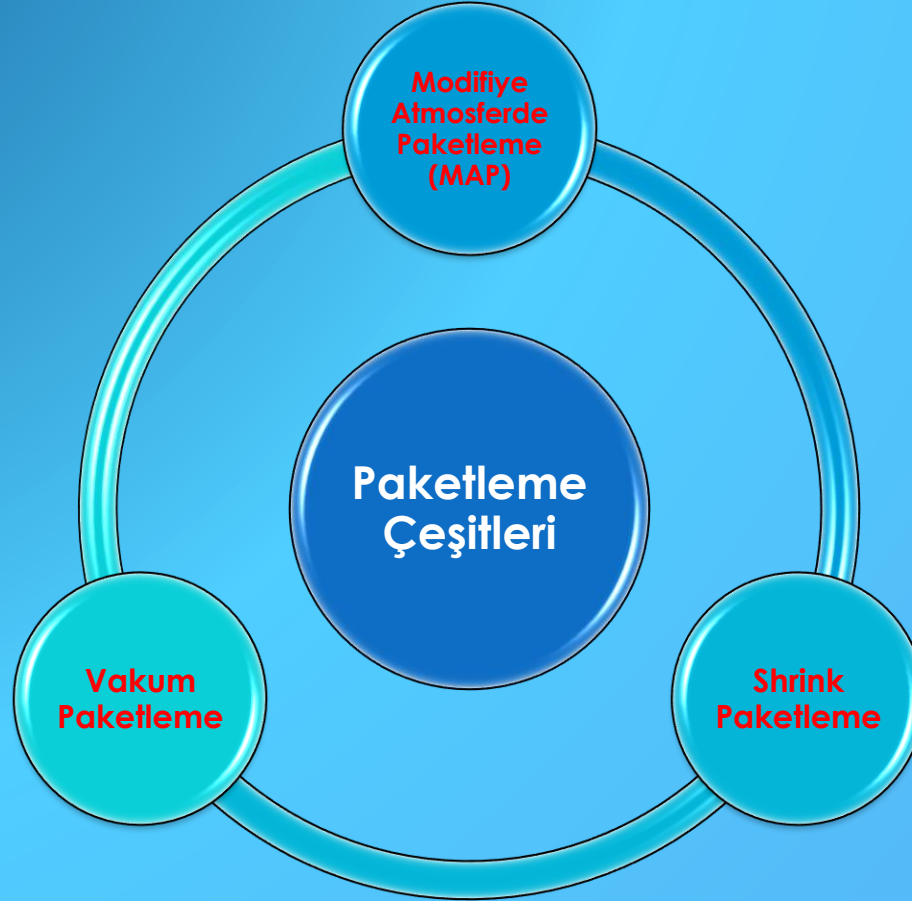 Modifiye
Atmosferde
Paketleme
(MAP)
Paketleme
Çeşitleri
Vakum
Paketleme
Shrink
Paketleme